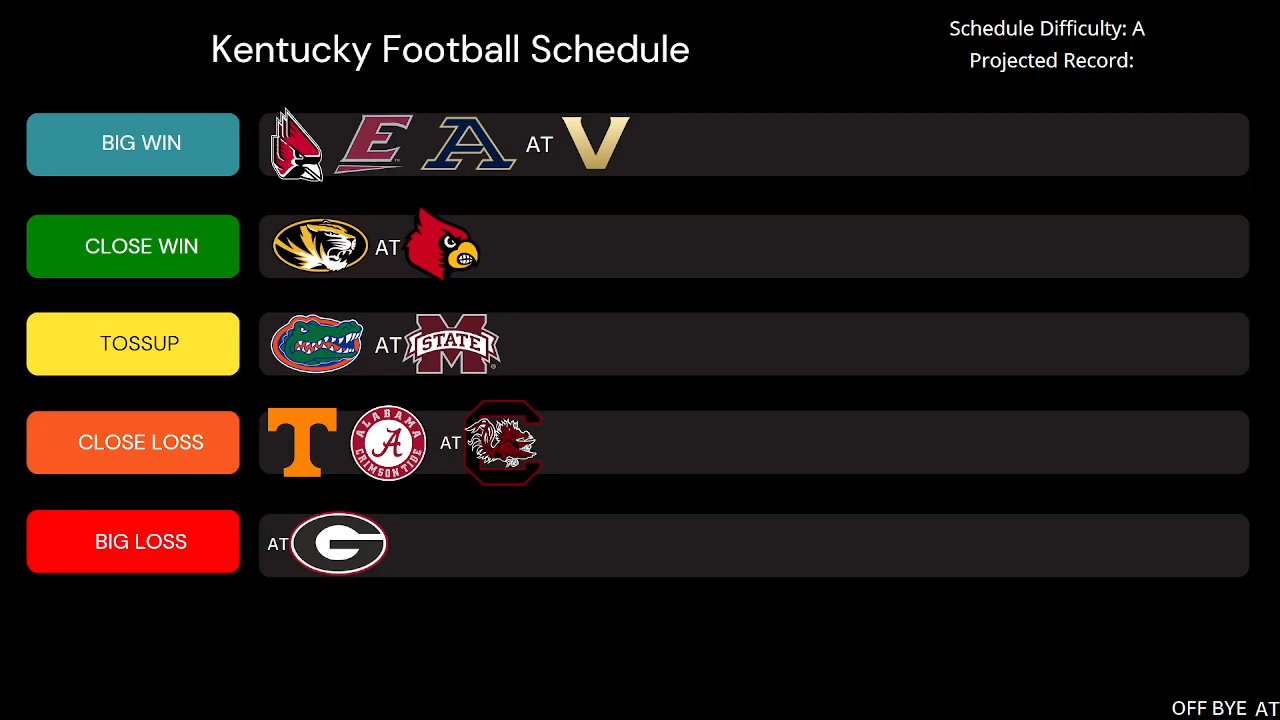 Kentucky Football Schedule
Schedule Difficulty: A
Projected Record:
BIG WIN
E A AT V
CLOSE WIN
AT
TOSSUP
AT M STATE
CLOSE LOSS
T ALABAMA A CRIMSON TIDE AT C
BIG LOSS
AT G
OFF BYE AT